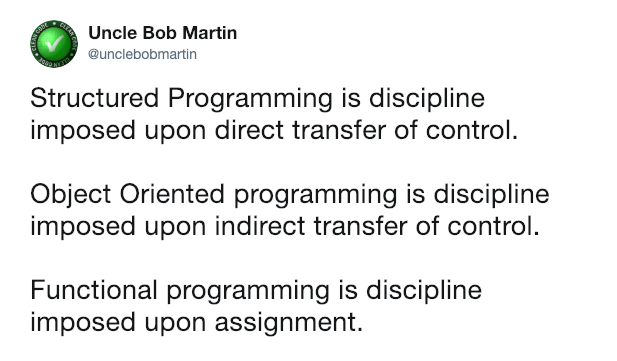 Uncle Bob Martin
@unclebobmartin
Structured Programming is discipline
imposed upon direct transfer of control.
Object Oriented programming is discipline
imposed upon indirect transfer of control.
Functional programming is discipline
imposed upon assignment.